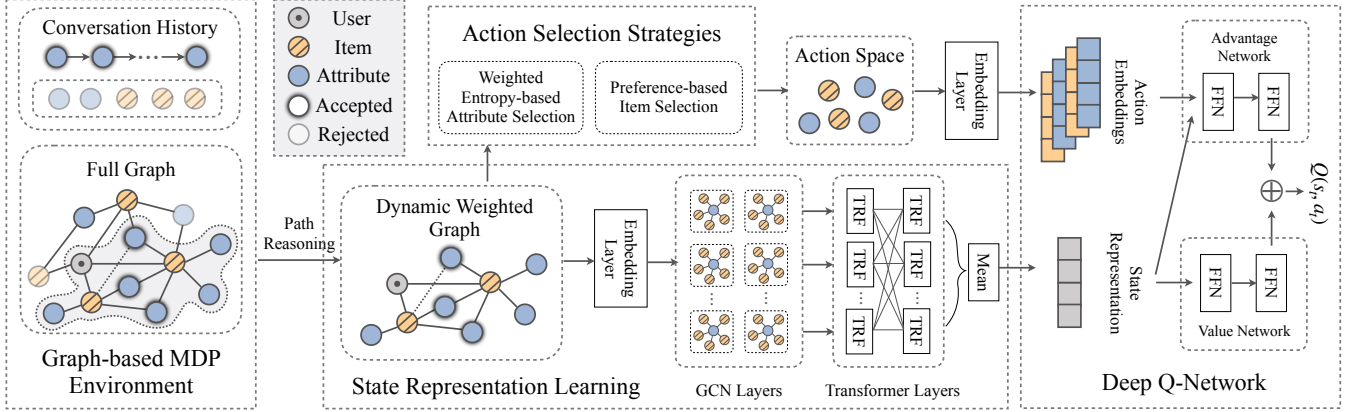 Conversation History
Full Graph
Graph-based MDP
Environment
User
Item
Attribute
Accepted
Rejected
Path
Reasoning
Action Selection Strategies
Weighted
Entropy-based
Attribute Selection
Preference-based
Item Selection
Action Space
Embedding
Layer
Dynamic Weighted
Graph
Embedding
Layer
State Representation Learning
GCN Layers
TRF
TRF
TRF
TRF
TRF
TRF
Transformer Layers
Mean
Action
Embeddings
State
Representation
Advantage
Network
FFN
FFN
Q(st, at)
FFN
FFN
Value Network
Deep Q-Network